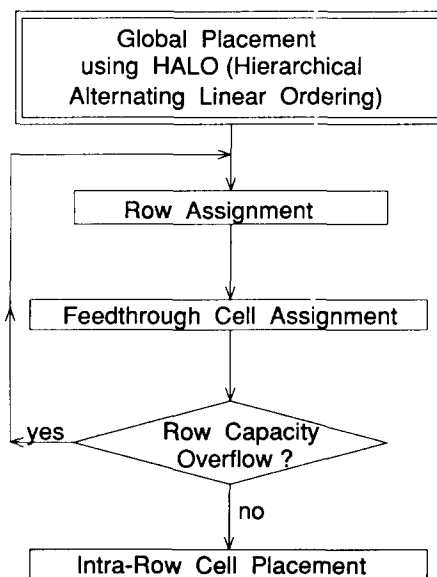 Global Placement
using HALO (Hierarchical
Alternating Linear Ordering)
Row Assignment
Feedthrough Cell Assignment
Row Capacity
Overflow ?
yes
no
Intra-Row Cell Placement